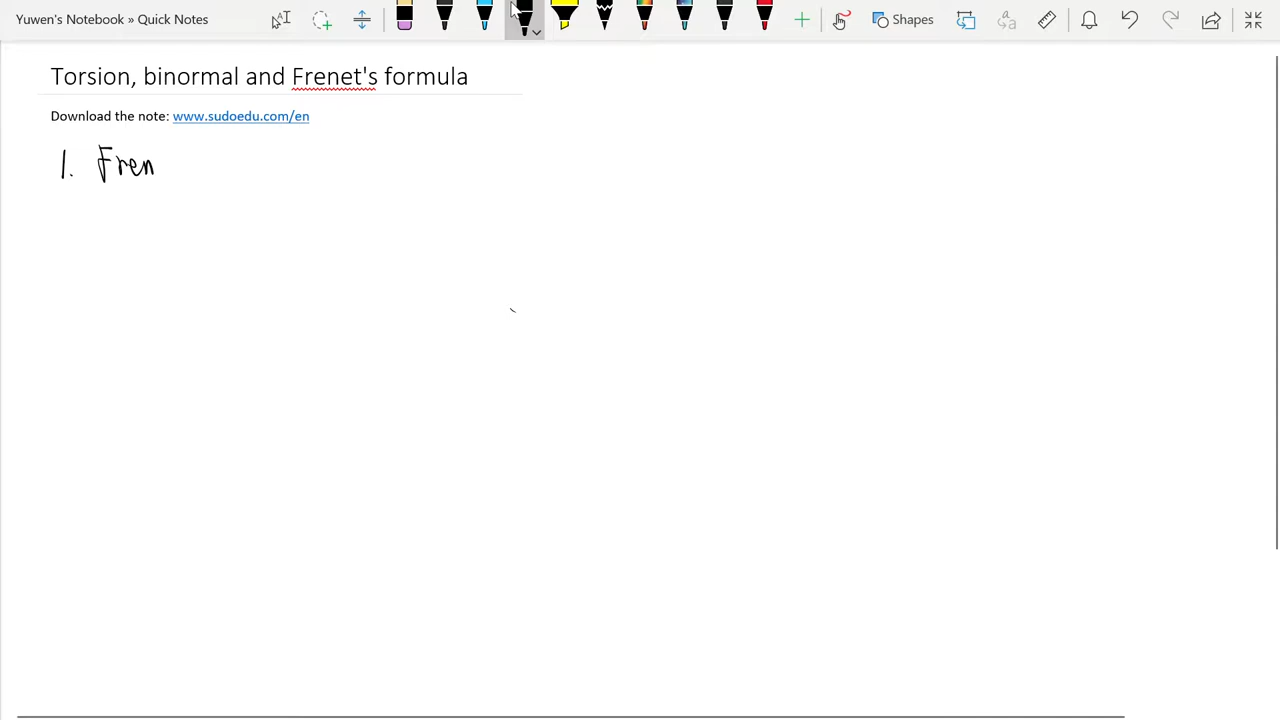 Yuwen's Notebook » Quick Notes
Shapes
Torsion, binormal and Frenet's formula
Download the note: www.sudoedu.com/en
1. Fren